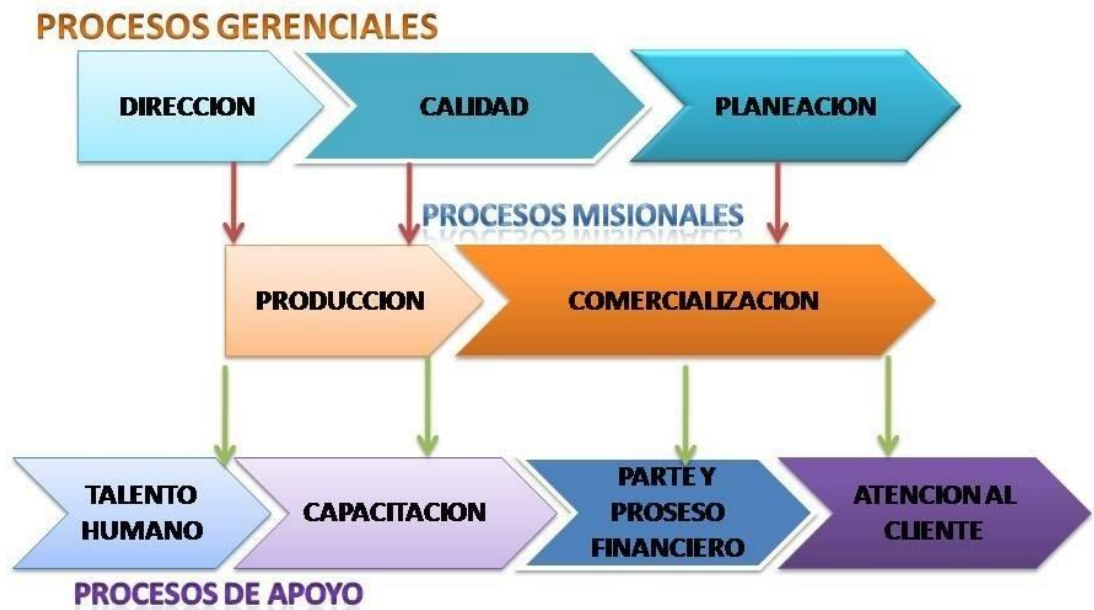 PROCESOS GERENCIALES
DIRECCION
CALIDAD
PLANEACION
PROCESOS MISIONALES
PRODUCCION
COMERCIALIZACION
TALENTO
HUMANO
CAPACITACION
PARTE Y
PROSESO
FINANCIERO
ATENCION AL
CLIENTE
PROCESOS DE APOYO